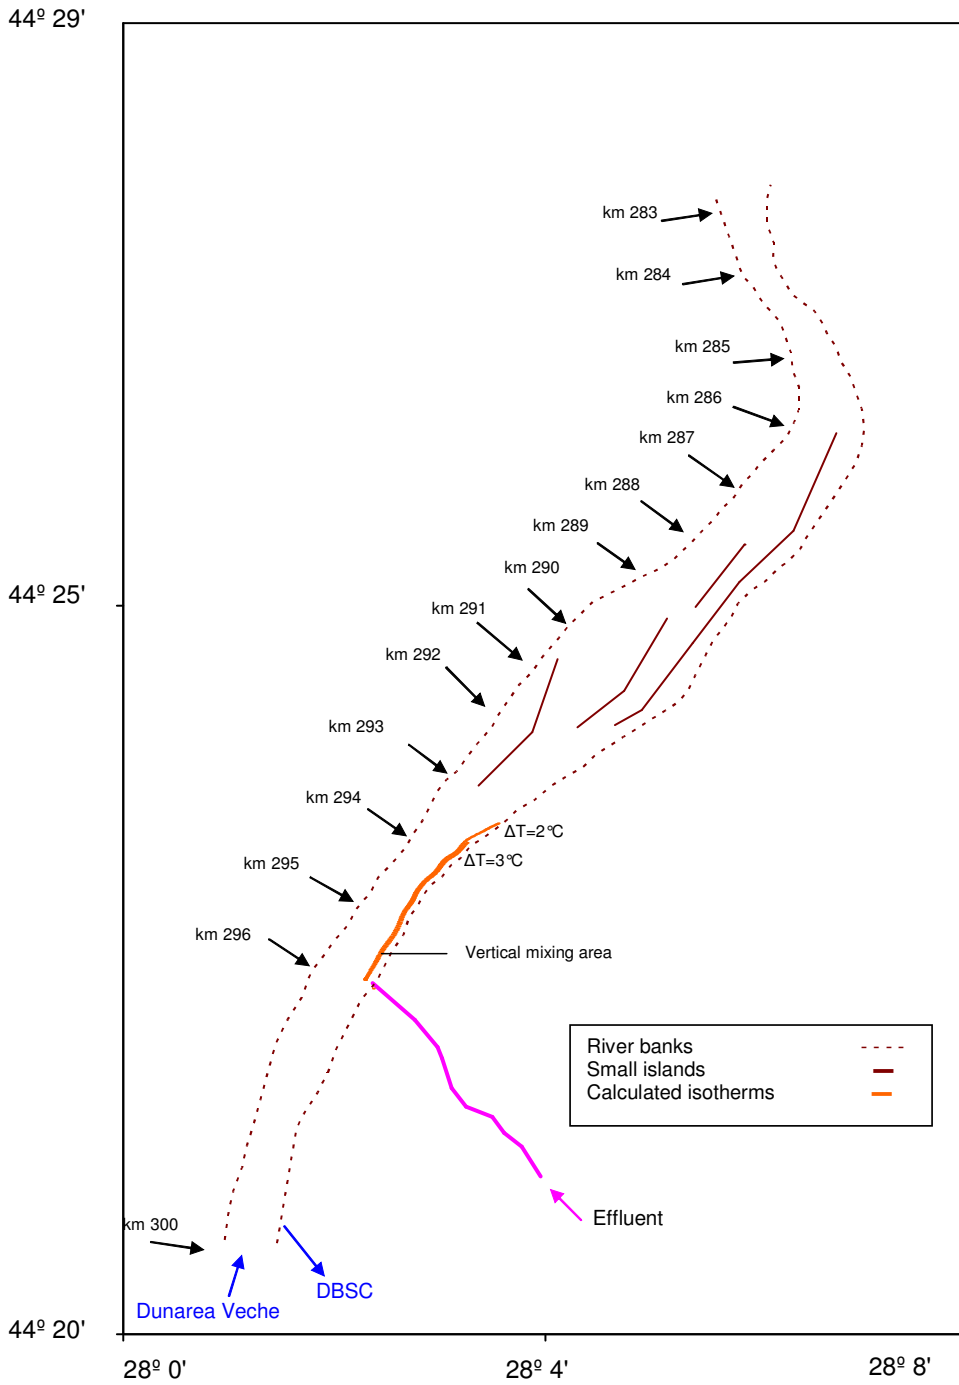 44º 29'
km 283
km 284
km 285
km 286
km 287
km 288
km 289
km 290
44º 25'
km 291
km 292
km 293
km 294
ΔT=2°C
ΔT=3°C
km 295
km 296
Vertical mixing area
River banks
Small islands
Calculated isotherms
km 300
Effluent
DBSC
Dunarea Veche
44º 20'
28º 0'
28º 4'
28º 8'